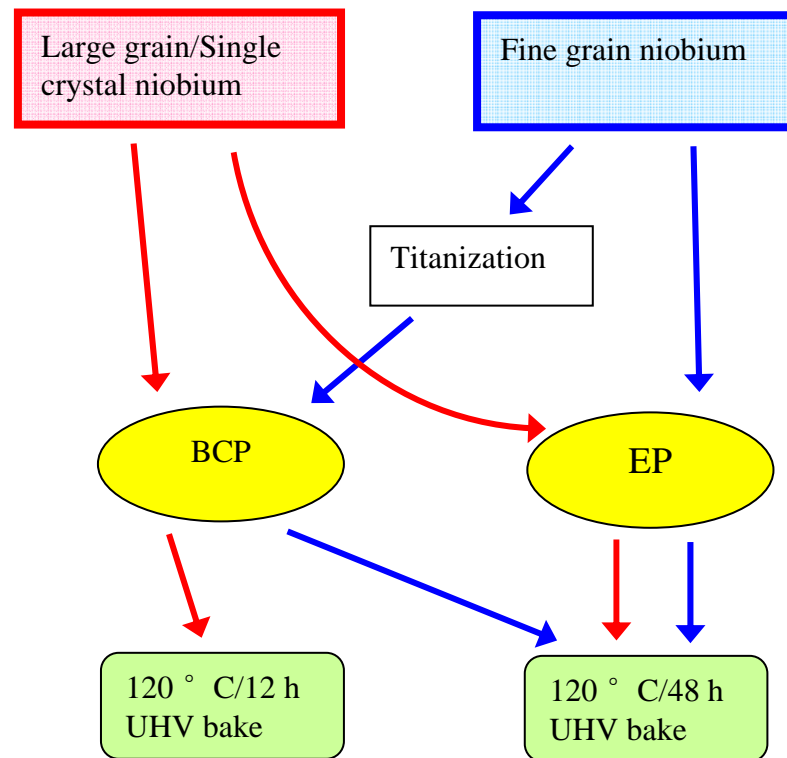 Large grain/Single
crystal niobium
Fine grain niobium
Titanization
BCP
EP
120 ° C/12 h
UHV bake
120 ° C/48 h
UHV bake